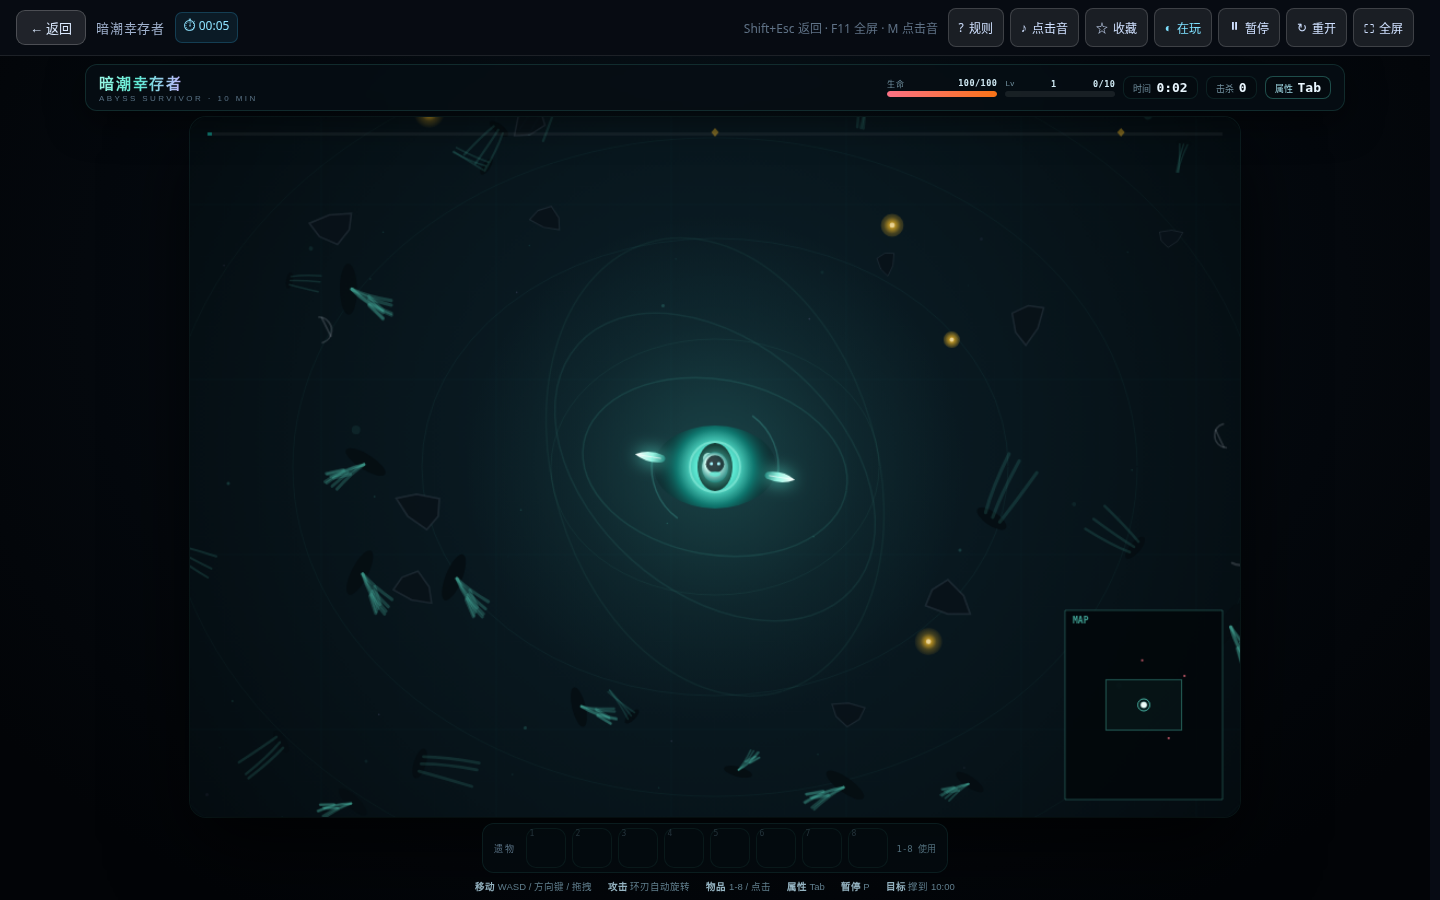 ← 返回 暗潮幸存者 ⏱ 00:05 Shift+Esc 返回 · F11 全屏 · M 点击音 ? 规则 ♪ 点击音 ☆ 收藏 在玩 ⏸ 暂停 ↻ 重开 ⛶ 全屏
暗潮幸存者
ABYSS SURVIVOR · 10 MIN
生命 100/100 Lv 1 0/10 时间 0:02 击杀 0 属性 Tab
MAP
遗物 1 2 3 4 5 6 7 8 1-8 使用
移动 WASD / 方向键 / 拖拽 攻击 环刃自动旋转 物品 1-8 / 点击 属性 Tab 暂停 P 目标 撑到 10:00